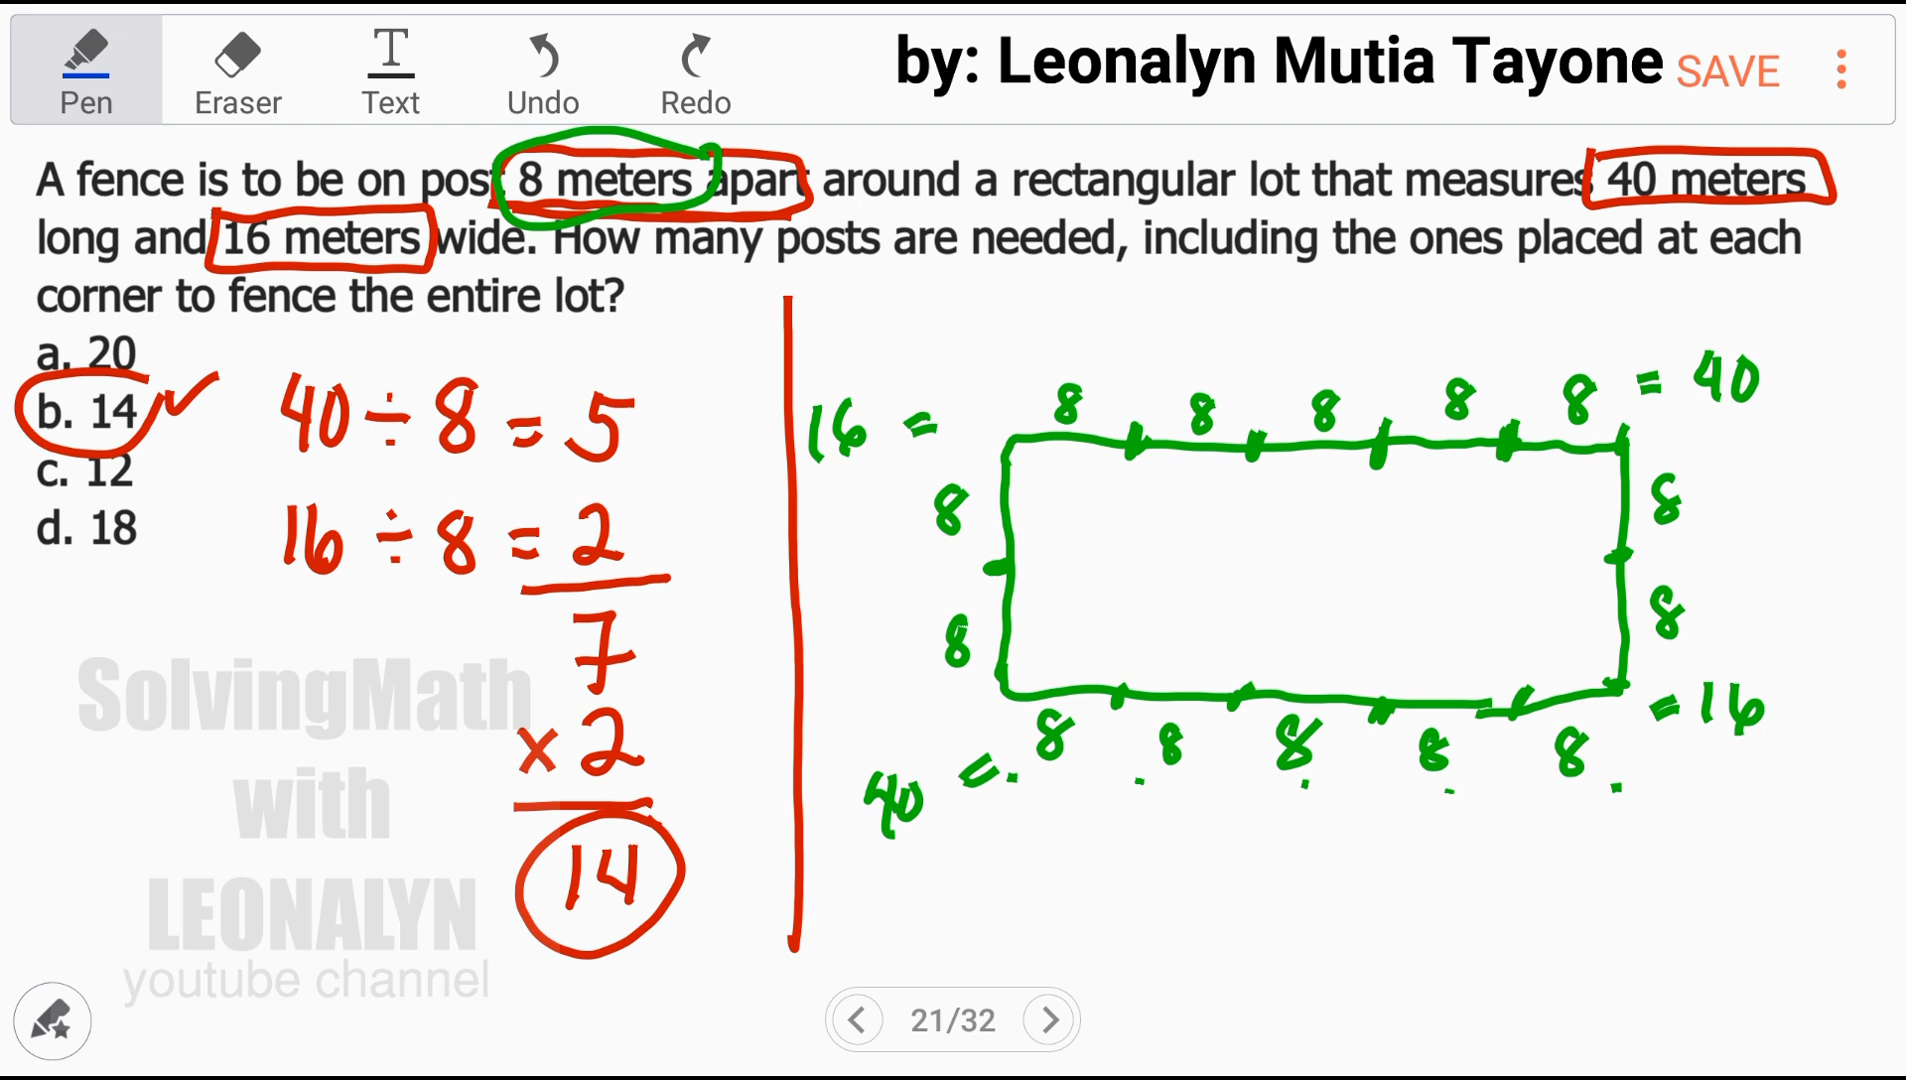 Pen Eraser Text Undo Redo by: Leonalyn Mutia Tayone SAVE
A fence is to be on post 8 meters apart around a rectangular lot that measures 40 meters
long and 16 meters wide. How many posts are needed, including the ones placed at each
corner to fence the entire lot?
a. 20
b. 14
c. 12
d. 18
40 ÷ 8 = 5
16 ÷ 8 = 2
7
× 2
14
8 8 8 8 8 = 40
16 =
8 8
8 8
= 16
8 8 8 8 8
40 =
SolvingMath
with
LEONALYN
youtube channel
21/32